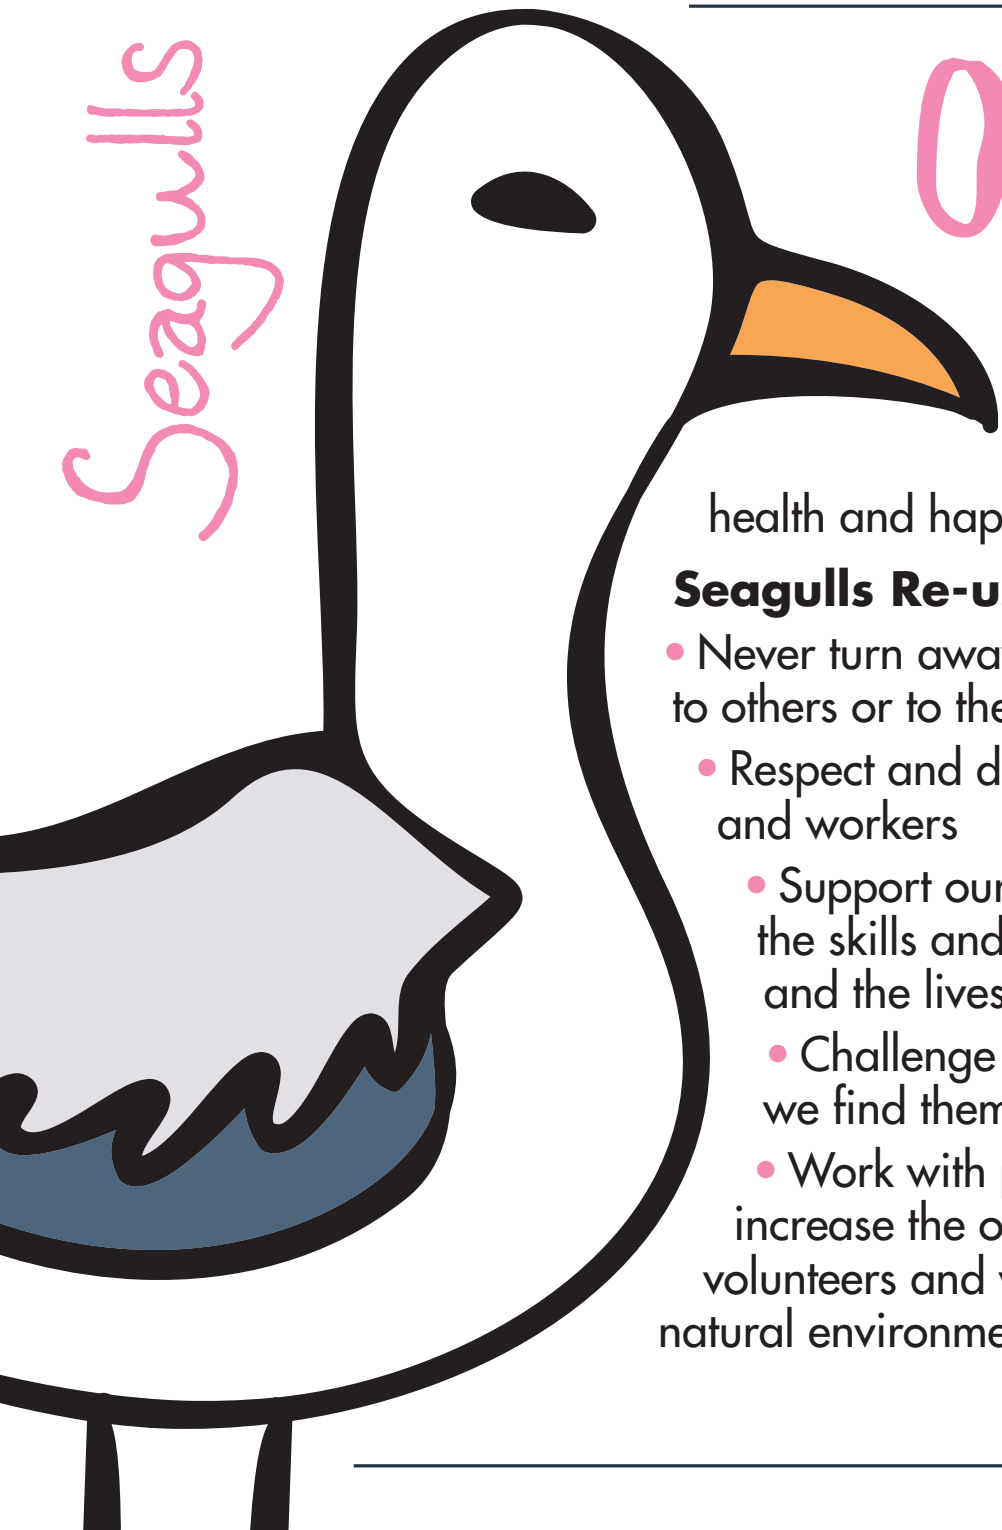 Seagulls
O
health and hap
Seagulls Re-u
• Never turn away
to others or to the
• Respect and d
and workers
• Support our
the skills and
and the lives
• Challenge
we find them
• Work with p
increase the o
volunteers and v
natural environme